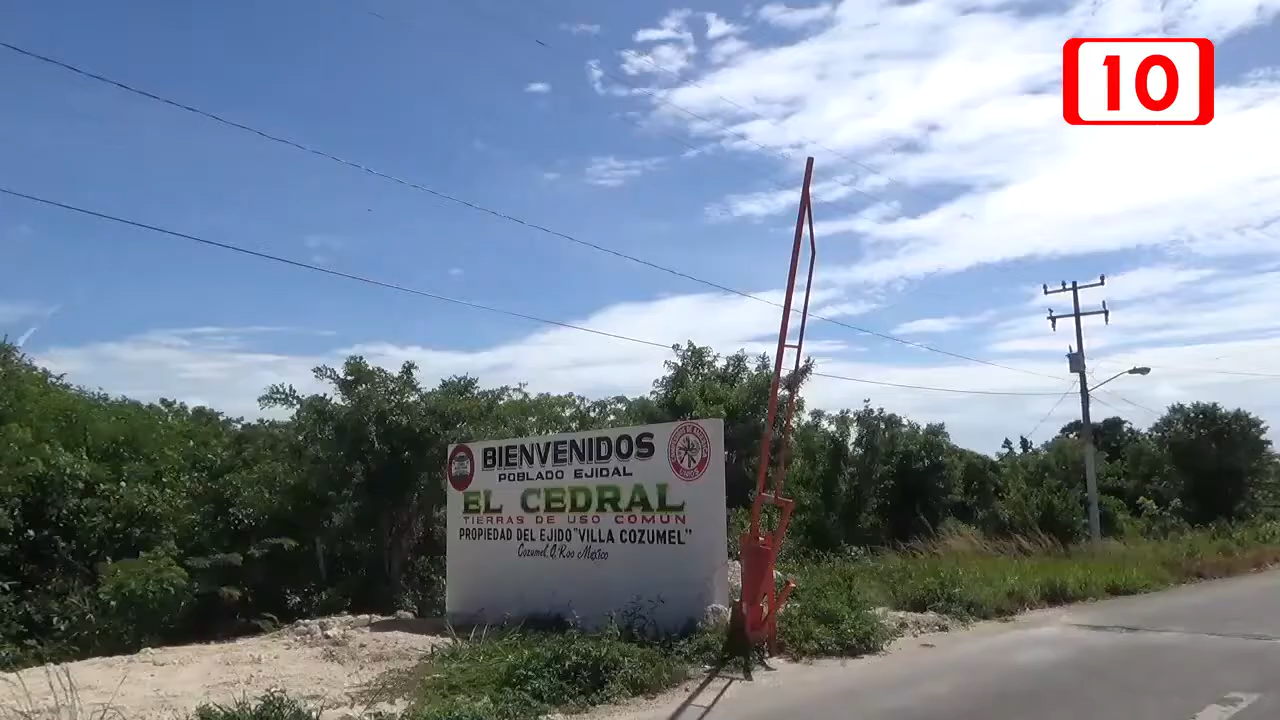 10
BIENVENIDOS
POBLADO EJIDAL
EL CEDRAL
TIERRAS DE USO COMUN
PROPIEDAD DEL EJIDO "VILLA COZUMEL"
Cozumel, Q. Roo México